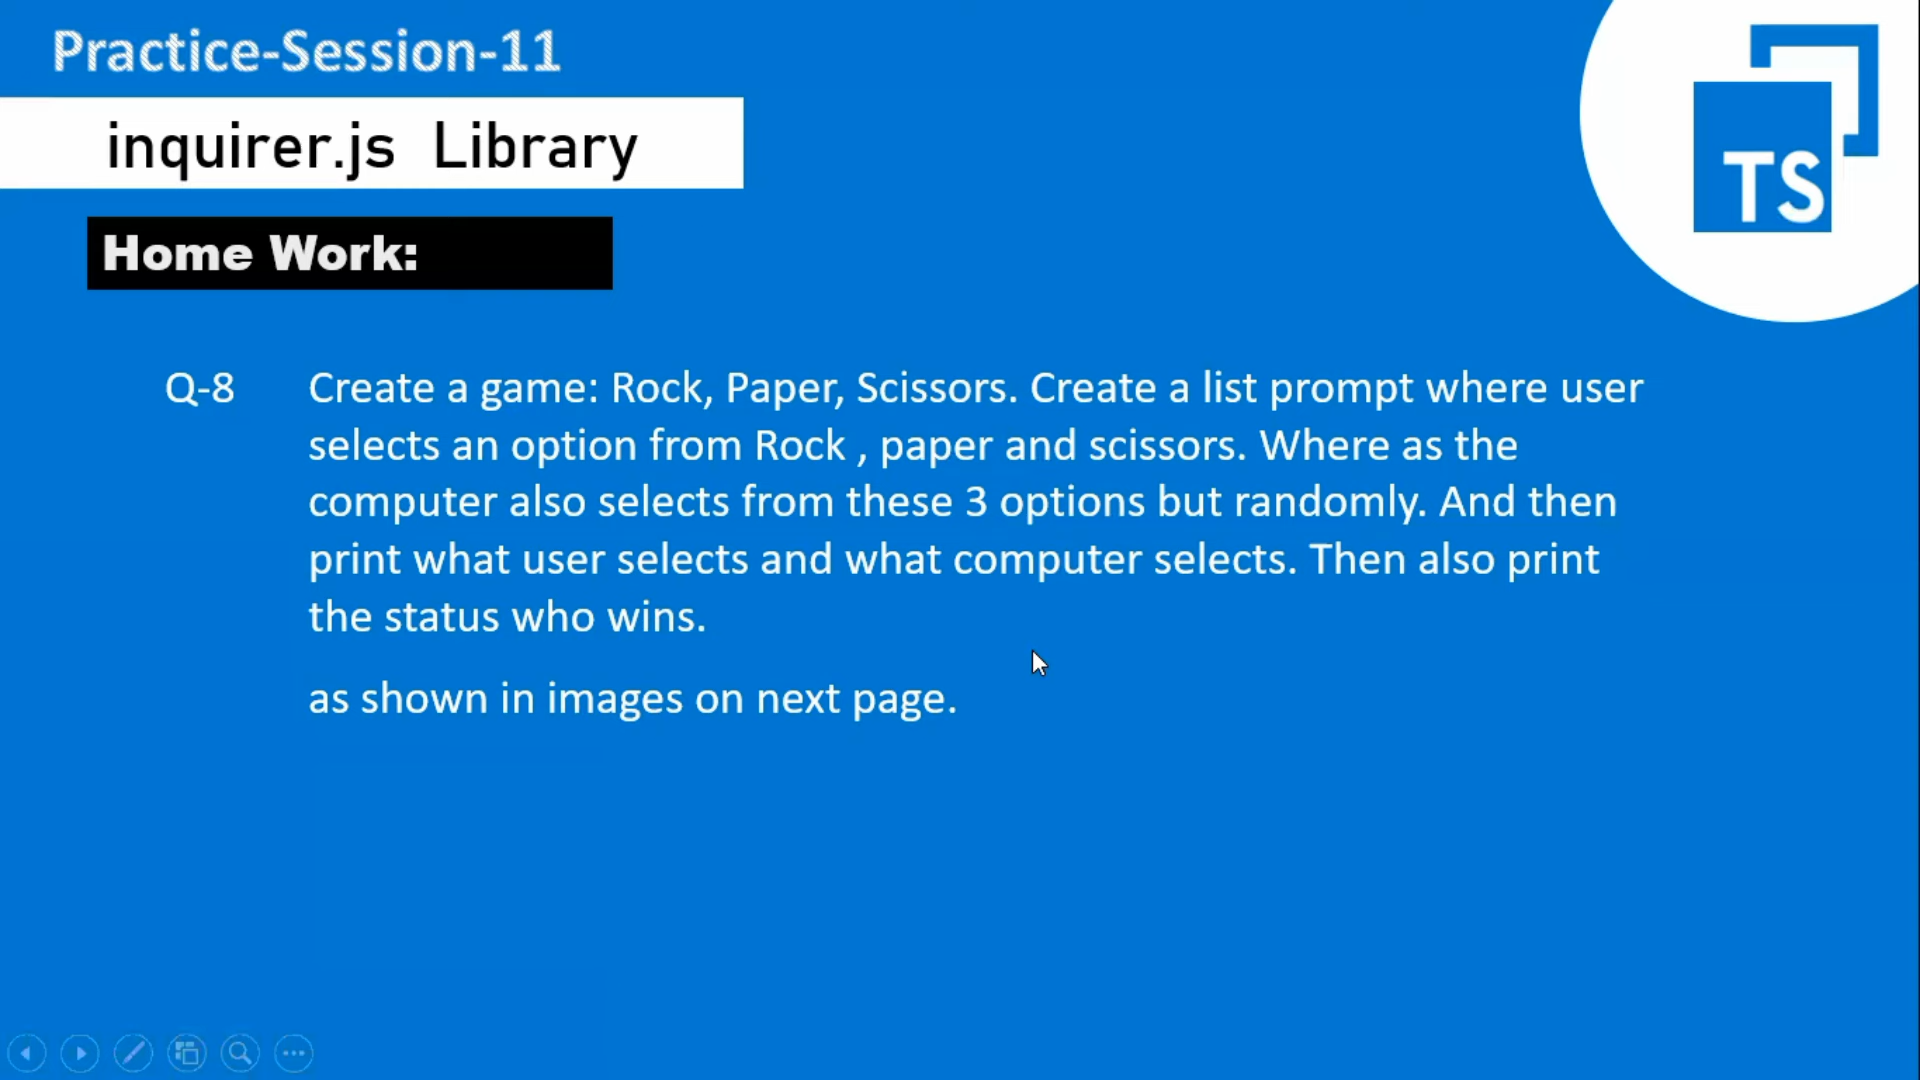 Practice-Session-11
inquirer.js Library
TS
Home Work:
Q-8 Create a game: Rock, Paper, Scissors. Create a list prompt where user
selects an option from Rock , paper and scissors. Where as the
computer also selects from these 3 options but randomly. And then
print what user selects and what computer selects. Then also print
the status who wins.
as shown in images on next page.